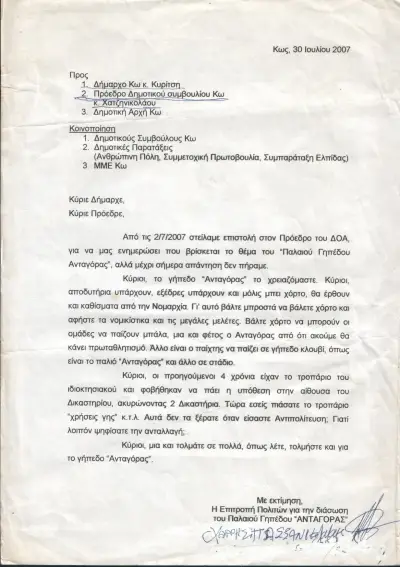 Κως, 30 Ιουλίου 2007
Προς
1. Δήμαρχο Κω κ. Κυρίτση
2. Πρόεδρο Δημοτικού συμβουλίου Κω
κ. Χατζηνικολάου
3. Δημοτική Αρχή Κω
Κοινοποίηση
1. Δημοτικούς Συμβούλους Κω
2. Δημοτικές Παρατάξεις
(Ανθρώπινη Πόλη, Συμμετοχική Πρωτοβουλία, Συμπαράταξη Ελπίδας)
3 ΜΜΕ Κω
Κύριε Δήμαρχε,
Κύριε Πρόεδρε,
Από τις 2/7/2007 στείλαμε επιστολή στον Πρόεδρο του ΔΟΑ,
για να μας ενημερώσει που βρίσκεται το θέμα του "Παλαιού Γηπέδου
Ανταγόρας", αλλά μέχρι σήμερα απάντηση δεν πήραμε.
Κύριοι, το γήπεδο "Ανταγόρας" το χρειαζόμαστε. Κύριοι,
αποδυτήρια υπάρχουν, εξέδρες υπάρχουν και μόλις μπει χόρτο, θα έρθουν
και καθίσματα από την Νομαρχία. Γι' αυτό βάλτε μπροστά να βάλετε χόρτο και
αφήστε τα νομικίστικα και τις μεγάλες μελέτες. Βάλτε χόρτο να μπορούν οι
ομάδες να παίζουν μπάλα, μια και φέτος ο Ανταγόρας από ότι ακούμε θα
κάνει πρωταθλητισμό. Άλλο είναι ο παίχτης να παίζει σε γήπεδο κλουβί, όπως
είναι το παλιό "Ανταγόρας" και άλλο σε στάδιο.
Κύριοι, οι προηγούμενοι 4 χρόνια είχαν το τροπάριο του
ιδιοκτησιακού και φοβήθηκαν να πάει η υπόθεση στην αίθουσα του
Δικαστηρίου, ακυρώνοντας 2 Δικαστήρια. Τώρα εσείς πιάσατε το τροπάριο
"χρήσεις γης" κ.τ.λ. Αυτά δεν τα ξέρατε όταν είσαστε Αντιπολίτευση; Γιατί
λοιπόν ψηφίσατε την ανταλλαγή;
Κύριοι, μια και τολμάτε σε πολλά, όπως λέτε, τολμήστε και για
το γήπεδο "Ανταγόρας".
Με εκτίμηση,
Η Επιτροπή Πολιτών για την διάσωση
του Παλαιού Γηπέδου "ΑΝΤΑΓΟΡΑΣ"